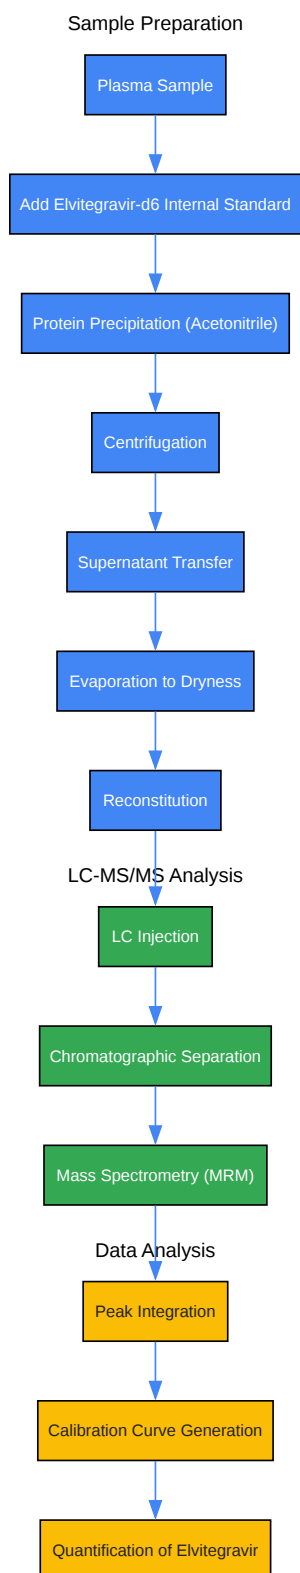 Sample Preparation
Plasma Sample
Add Elvitegravir-d6 Internal Standard
Protein Precipitation (Acetonitrile)
Centrifugation
Supernatant Transfer
Evaporation to Dryness
Reconstitution
LC-MS/MS Analysis
LC Injection
Chromatographic Separation
Mass Spectrometry (MRM)
Data Analysis
Peak Integration
Calibration Curve Generation
Quantification of Elvitegravir